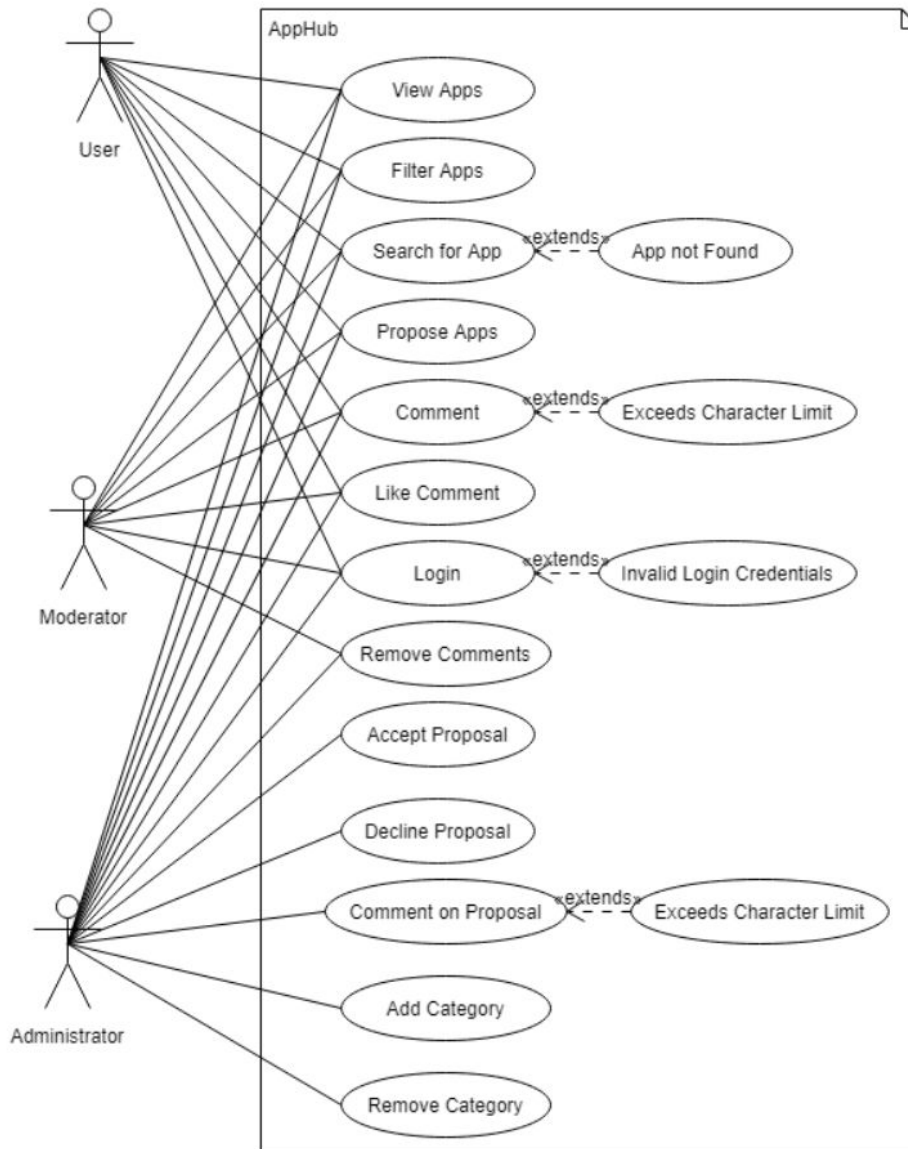 AppHub
View Apps
User
Filter Apps
Search for App
«extends»
App not Found
Propose Apps
Comment
«extends»
Exceeds Character Limit
Like Comment
Login
«extends»
Invalid Login Credentials
Moderator
Remove Comments
Accept Proposal
Decline Proposal
Comment on Proposal
«extends»
Exceeds Character Limit
Add Category
Administrator
Remove Category